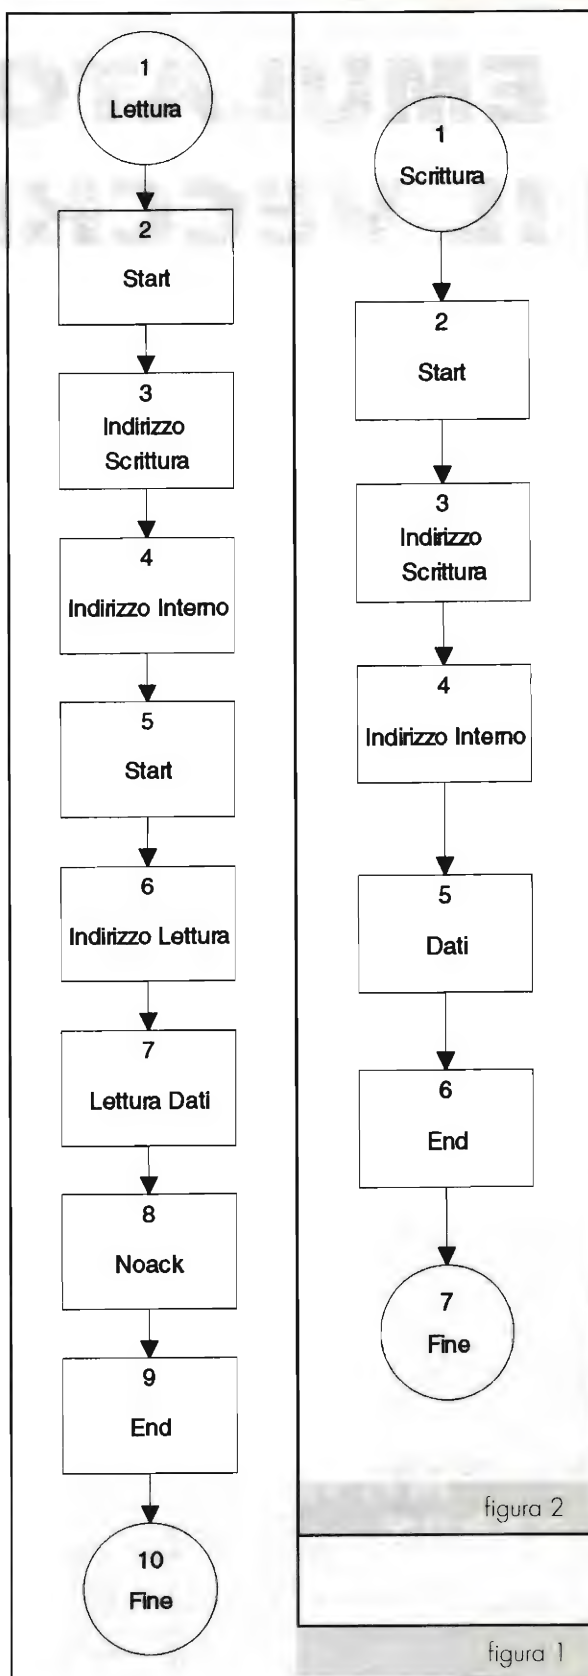 1
Lettura
2
Start
3
Indirizzo
Scrittura
4
Indirizzo Interno
5
Start
6
Indirizzo Lettura
7
Lettura Dati
8
Noack
9
End
10
Fine
1
Scrittura
2
Start
3
Indirizzo
Scrittura
4
Indirizzo Interno
5
Dati
6
End
7
Fine
figura 2
figura 1